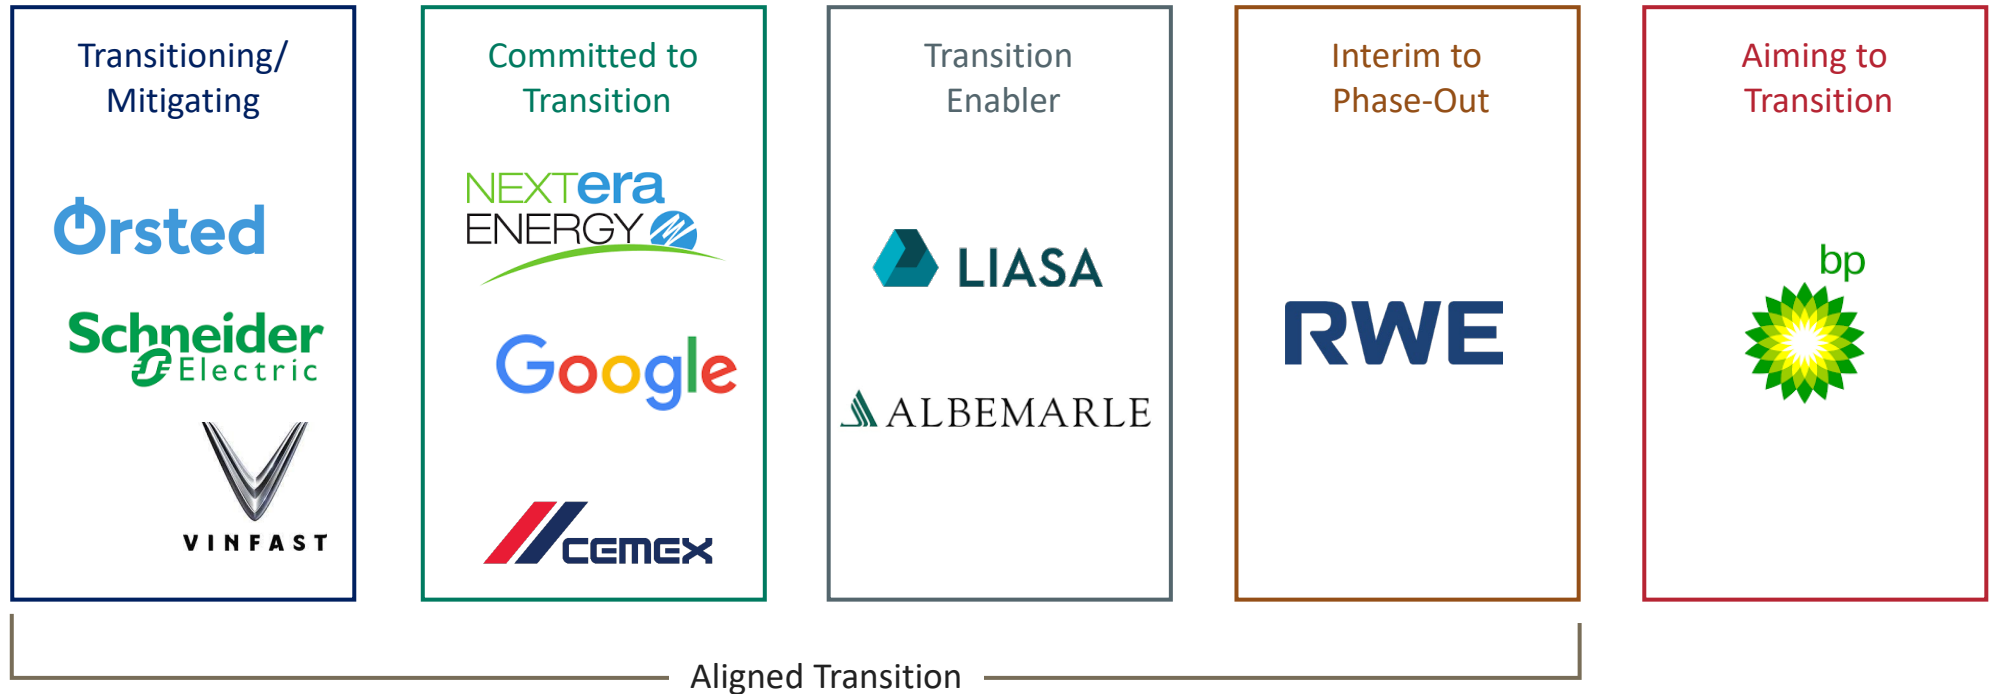 Transitioning/
Mitigating
Ørsted
Schneider
Electric
VINFAST
Committed to
Transition
NEXTera
ENERGY
Google
CEMEX
Transition
Enabler
LIASA
ALBEMARLE
Interim to
Phase-Out
RWE
Aiming to
Transition
bp
Aligned Transition